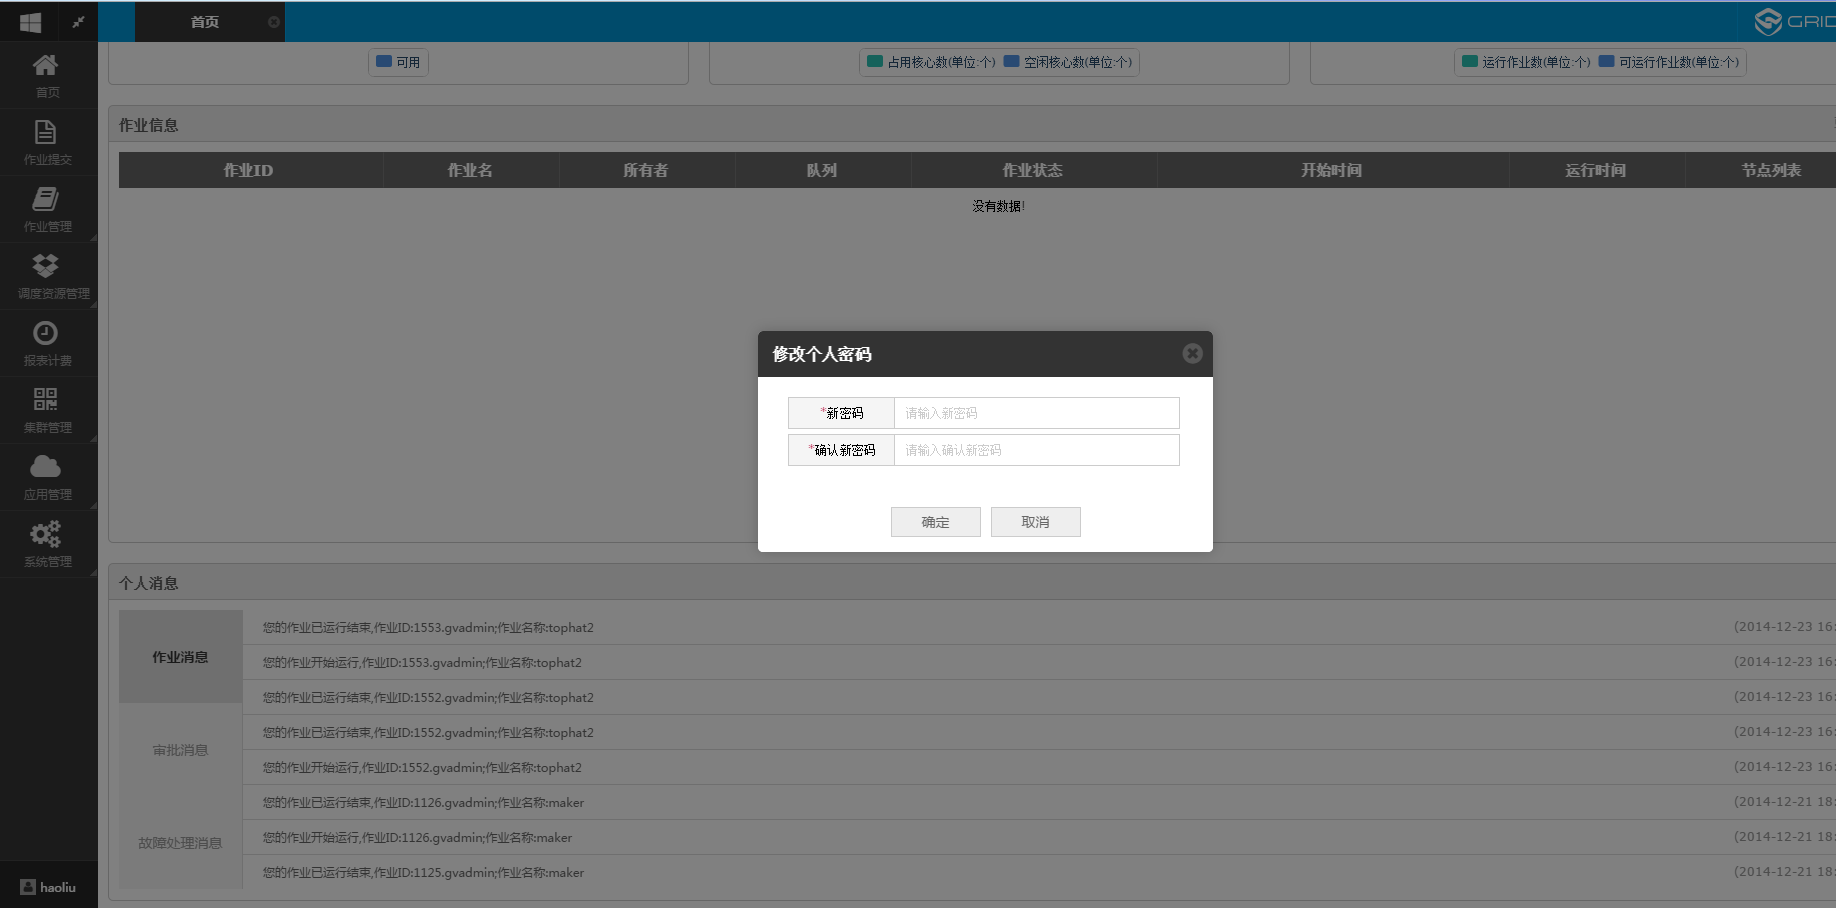 首页
GRID
首页
作业提交
作业管理
调度资源管理
报表计费
集群管理
应用管理
系统管理
haoliu
可用
占用核心数(单位:个) 空闲核心数(单位:个)
运行作业数(单位:个) 可运行作业数(单位:个)
作业信息
作业ID 作业名 所有者 队列 作业状态 开始时间 运行时间 节点列表
没有数据!
修改个人密码
*新密码 请输入新密码
*确认新密码 请输入确认新密码
确定 取消
个人消息
作业消息
审批消息
故障处理消息
您的作业已运行结束,作业ID:1553.gvadmin;作业名称:tophat2 (2014-12-23 16:
您的作业开始运行,作业ID:1553.gvadmin;作业名称:tophat2 (2014-12-23 16:
您的作业已运行结束,作业ID:1552.gvadmin;作业名称:tophat2 (2014-12-23 16:
您的作业已运行结束,作业ID:1552.gvadmin;作业名称:tophat2 (2014-12-23 16:
您的作业开始运行,作业ID:1552.gvadmin;作业名称:tophat2 (2014-12-23 16:
您的作业已运行结束,作业ID:1126.gvadmin;作业名称:maker (2014-12-21 18:
您的作业开始运行,作业ID:1126.gvadmin;作业名称:maker (2014-12-21 18:
您的作业已运行结束,作业ID:1125.gvadmin;作业名称:maker (2014-12-21 18: